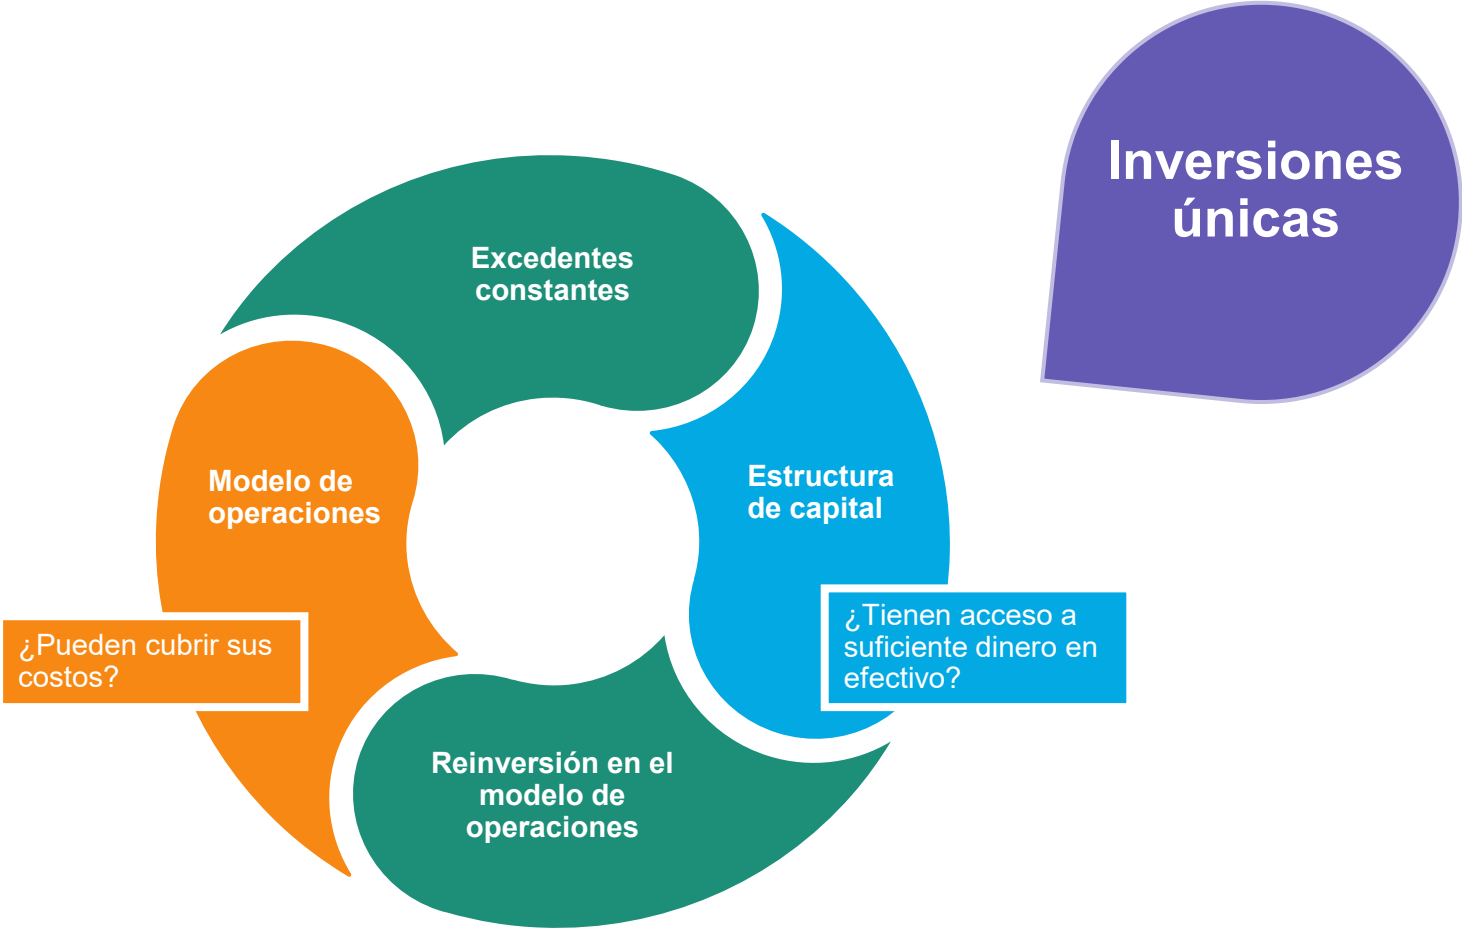 Inversiones
únicas
Excedentes
constantes
Modelo de
operaciones
Estructura
de capital
¿Pueden cubrir sus
costos?
¿Tienen acceso a
suficiente dinero en
efectivo?
Reinversión en el
modelo de
operaciones